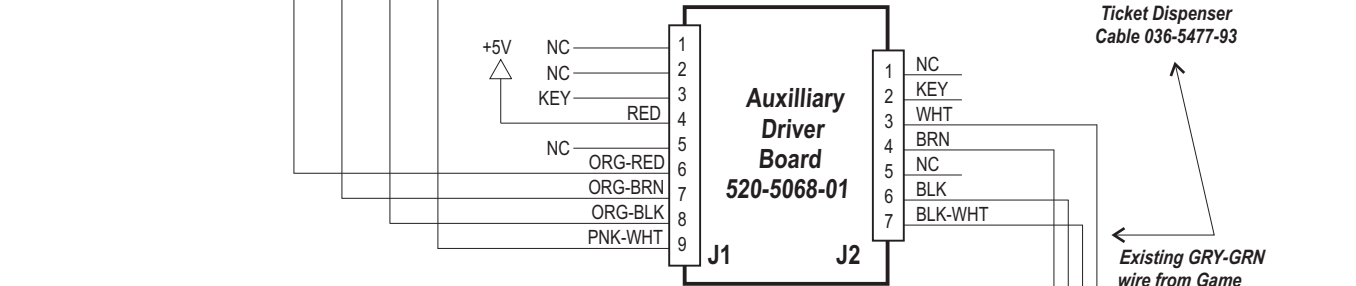 Ticket Dispenser
Cable 036-5477-93
+5V
NC 1
NC 2
KEY 3
RED 4
NC 5
ORG-RED 6
ORG-BRN 7
ORG-BLK 8
PNK-WHT 9
J1
Auxilliary
Driver
Board
520-5068-01
J2
1 NC
2 KEY
3 WHT
4 BRN
5 NC
6 BLK
7 BLK-WHT
Existing GRY-GRN
wire from Game